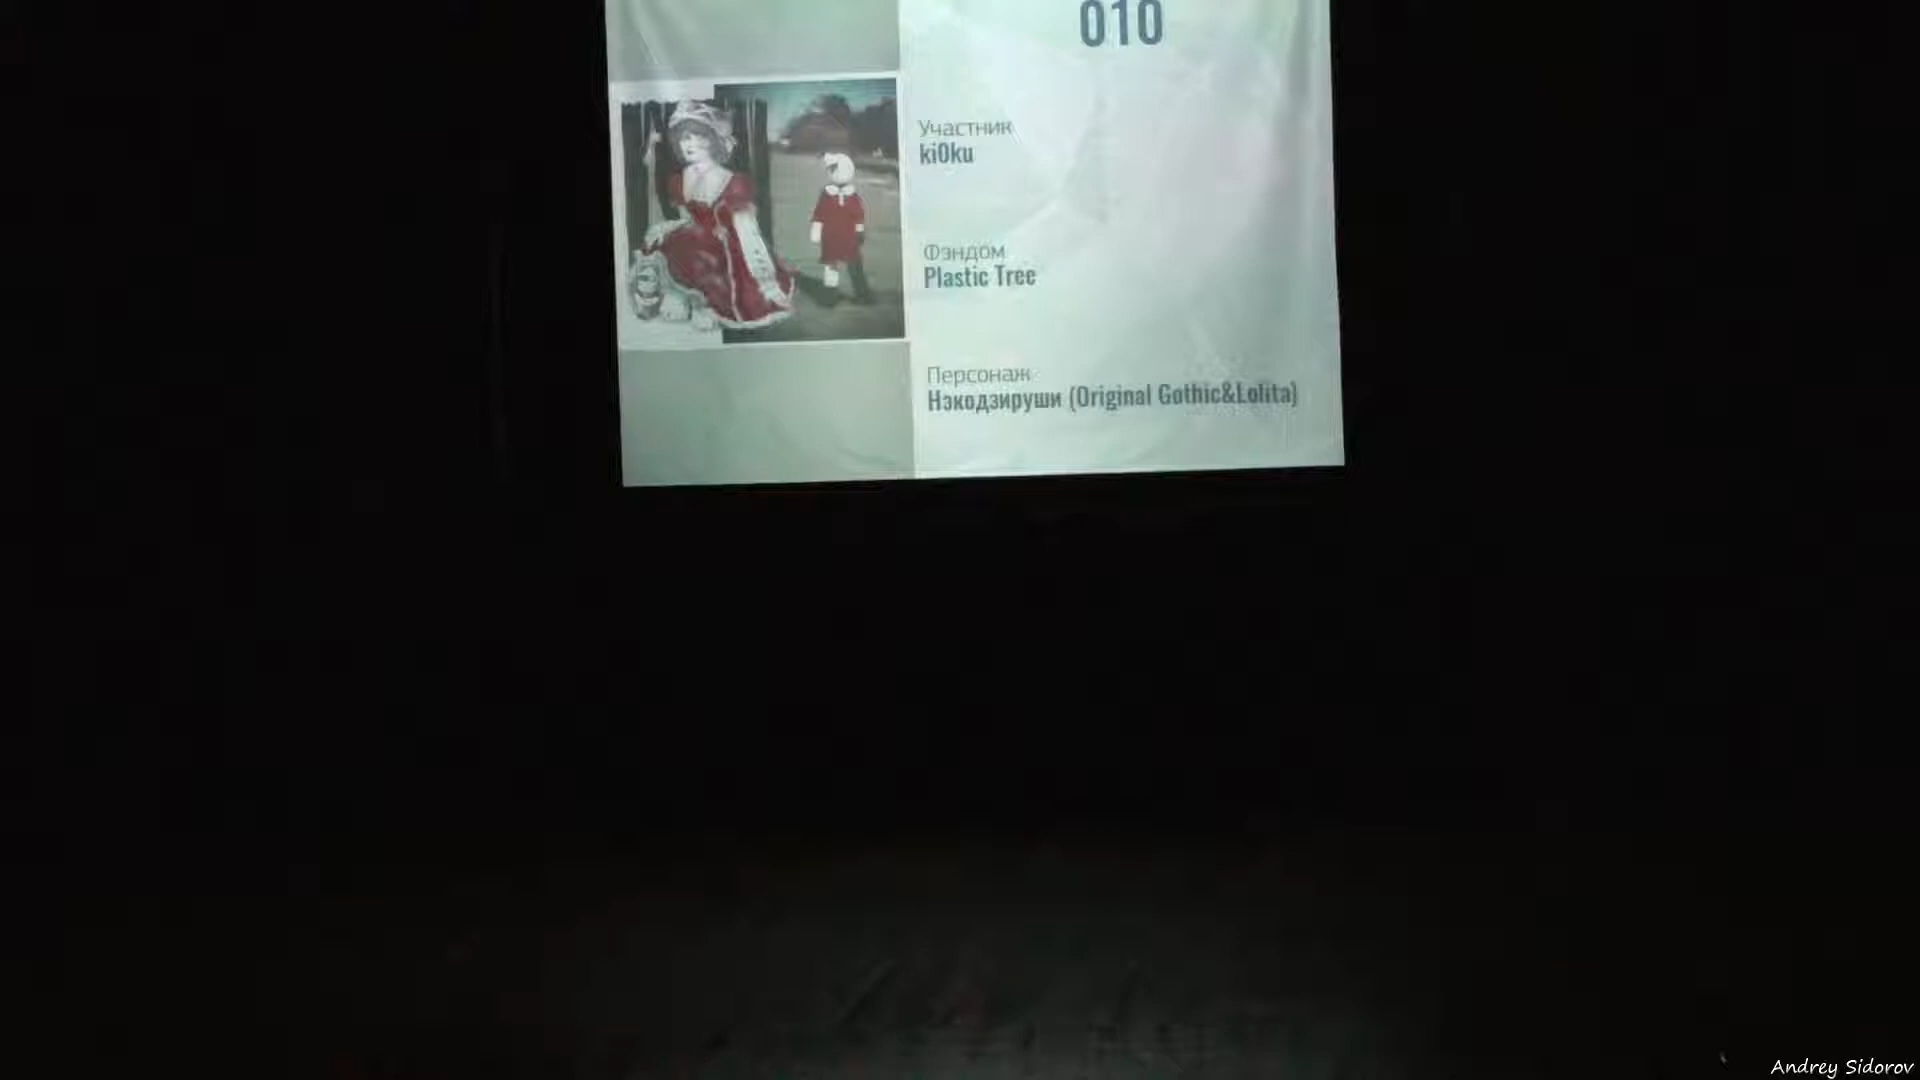 010
Участник
ki0ku
Фэндом
Plastic Tree
Персонаж
Нэкодзируши (Original Gothic&Lolita)
Andrey Sidorov